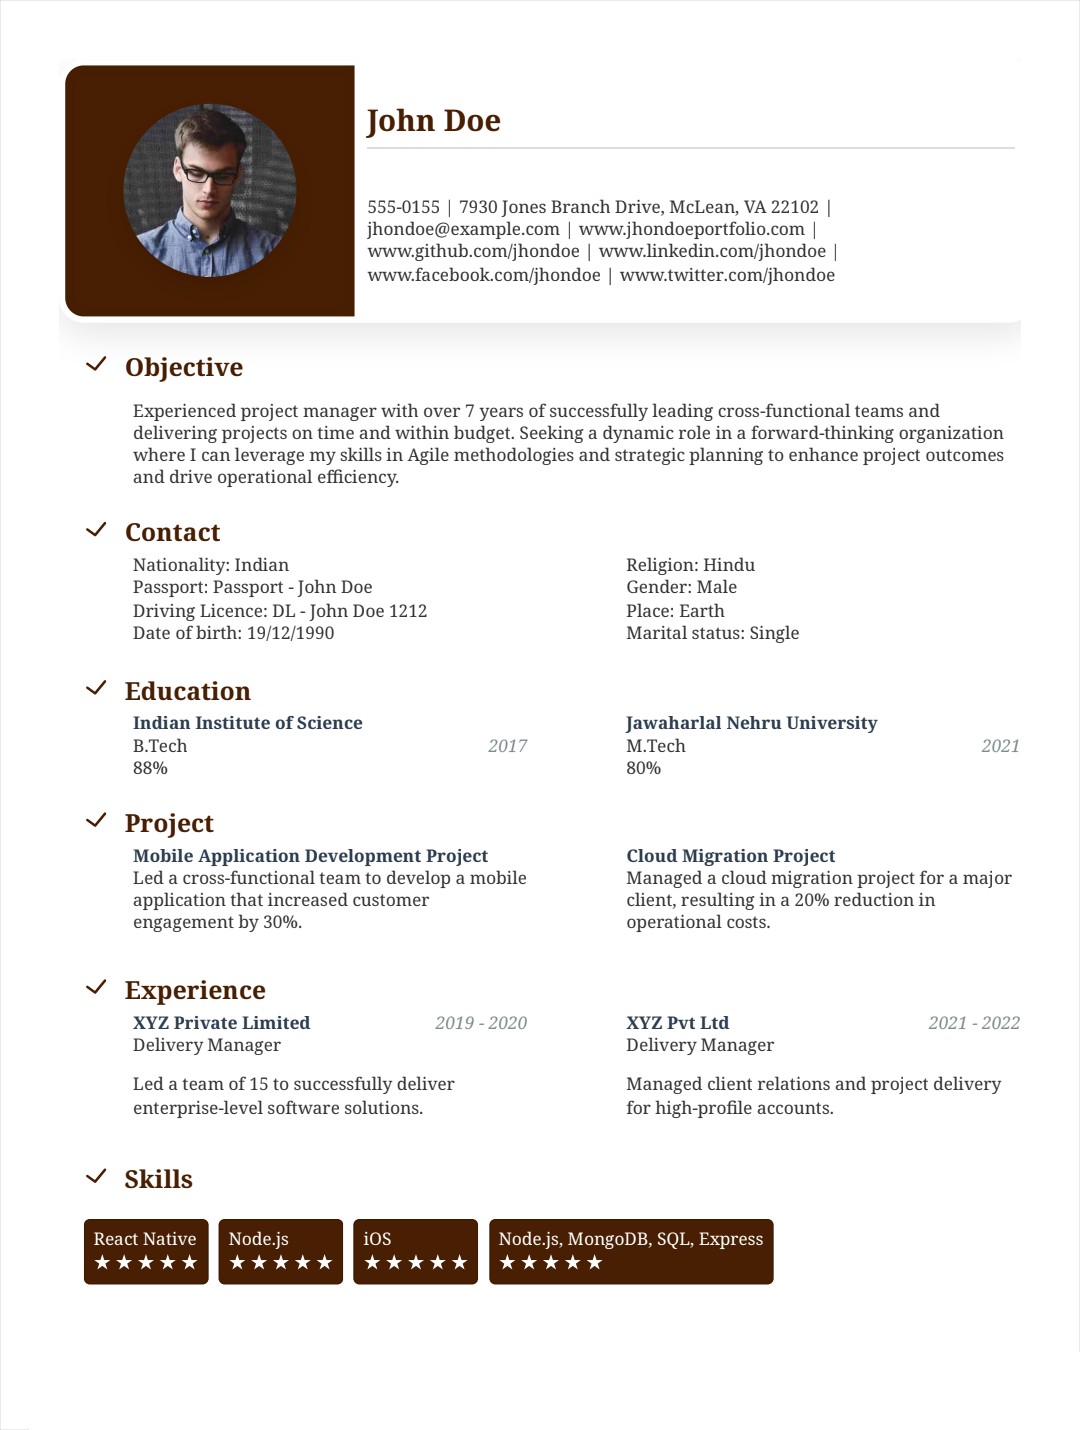 John Doe
555-0155 | 7930 Jones Branch Drive, McLean, VA 22102 |
jhondoe@example.com | www.jhondoeportfolio.com |
www.github.com/jhondoe | www.linkedin.com/jhondoe |
www.facebook.com/jhondoe | www.twitter.com/jhondoe
Objective
Experienced project manager with over 7 years of successfully leading cross-functional teams and
delivering projects on time and within budget. Seeking a dynamic role in a forward-thinking organization
where I can leverage my skills in Agile methodologies and strategic planning to enhance project outcomes
and drive operational efficiency.
Contact
Nationality: Indian
Passport: Passport - John Doe
Driving Licence: DL - John Doe 1212
Date of birth: 19/12/1990
Religion: Hindu
Gender: Male
Place: Earth
Marital status: Single
Education
Indian Institute of Science
B.Tech 2017
88%
Jawaharlal Nehru University
M.Tech 2021
80%
Project
Mobile Application Development Project
Led a cross-functional team to develop a mobile
application that increased customer
engagement by 30%.
Cloud Migration Project
Managed a cloud migration project for a major
client, resulting in a 20% reduction in
operational costs.
Experience
XYZ Private Limited 2019 - 2020
Delivery Manager
Led a team of 15 to successfully deliver
enterprise-level software solutions.
XYZ Pvt Ltd 2021 - 2022
Delivery Manager
Managed client relations and project delivery
for high-profile accounts.
Skills
React Native
★★★★★
Node.js
★★★★★
iOS
★★★★★
Node.js, MongoDB, SQL, Express
★★★★★